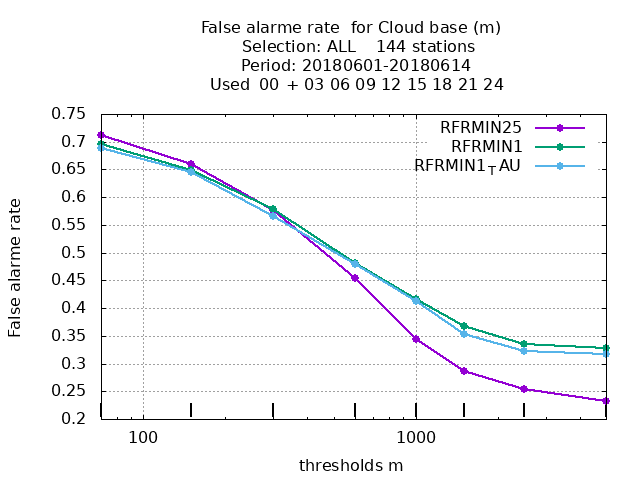 False alarme rate  for Cloud base (m)
Selection: ALL    144 stations
Period: 20180601-20180614
Used  00 + 03 06 09 12 15 18 21 24
RFRMIN25
RFRMIN1
RFRMIN1TAU
False alarme rate
0.75
0.7
0.65
0.6
0.55
0.5
0.45
0.4
0.35
0.3
0.25
0.2
100
1000
thresholds m